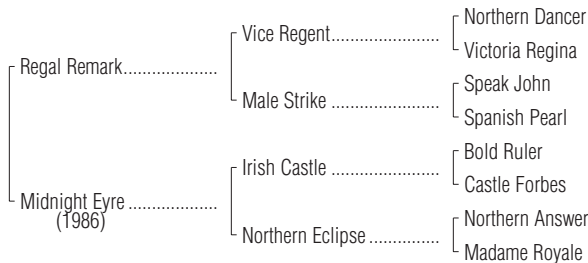 Northern Dancer
Vice Regent......................
Victoria Regina
Regal Remark...................
Speak John
Male Strike ......................
Spanish Pearl
Bold Ruler
Irish Castle ......................
Castle Forbes
Midnight Eyre ..................
(1986)
Northern Answer
Northern Eclipse ..............
Madame Royale